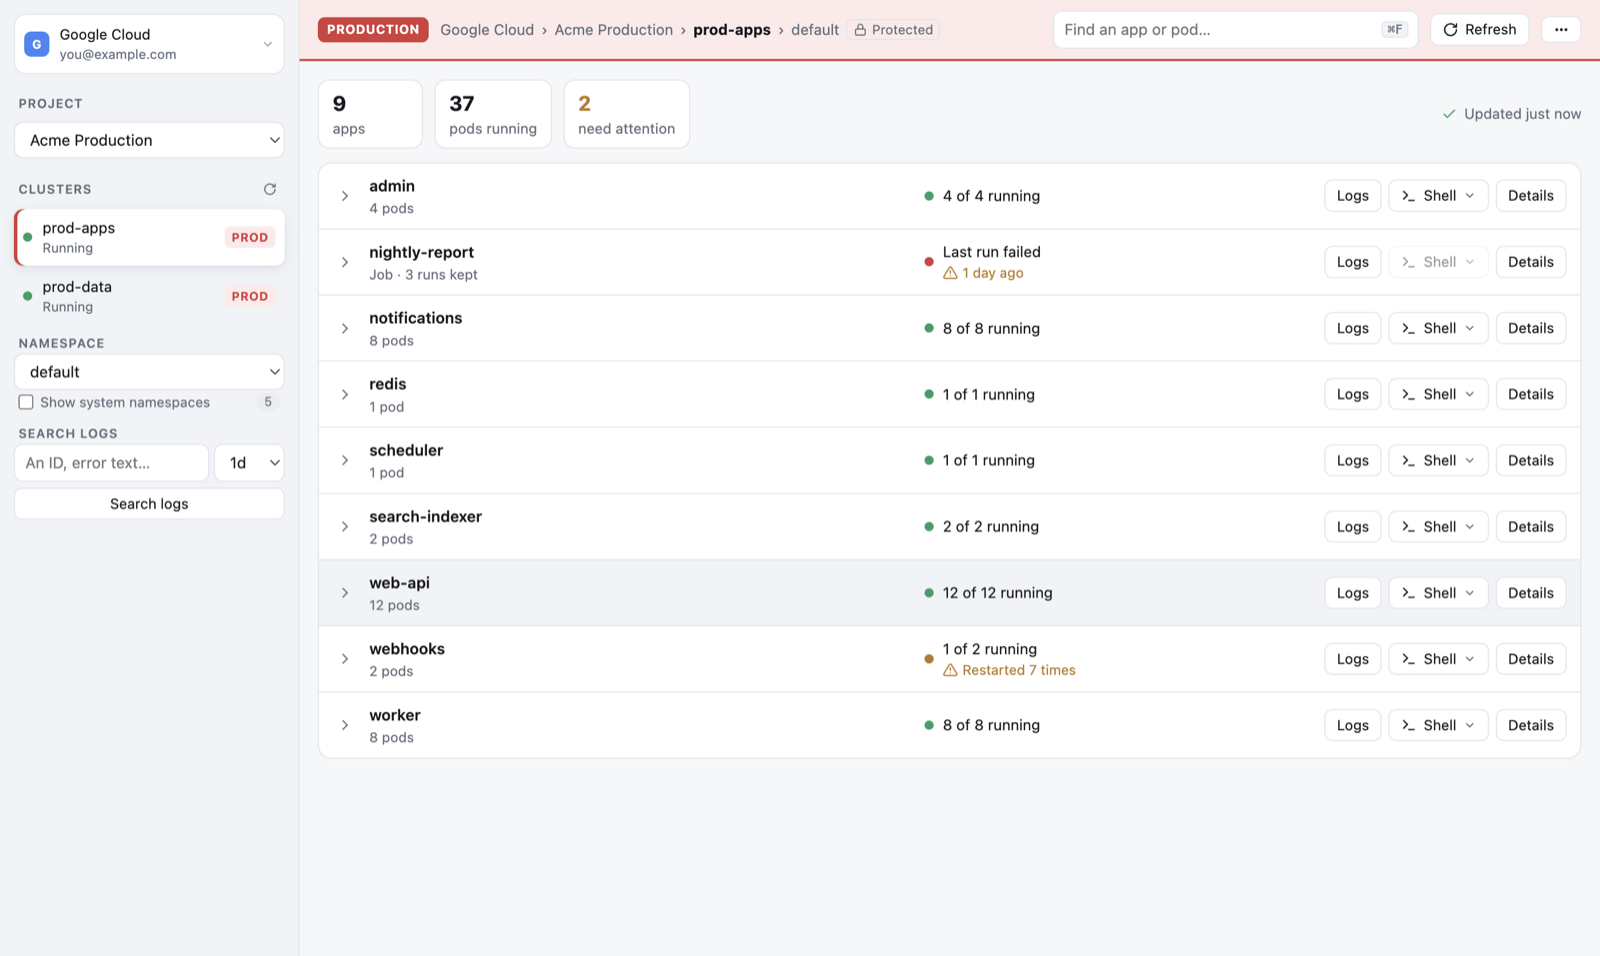 G
Google Cloud
you@example.com
PROJECT
Acme Production
CLUSTERS
prod-apps
Running
PROD
prod-data
Running
PROD
NAMESPACE
default
Show system namespaces
5
SEARCH LOGS
An ID, error text...
1d
Search logs
PRODUCTION
Google Cloud › Acme Production › prod-apps › default
Protected
Find an app or pod...
⌘F
Refresh
9
apps
37
pods running
2
need attention
Updated just now
admin
4 pods
4 of 4 running
Logs
>_ Shell
Details
nightly-report
Job · 3 runs kept
Last run failed
1 day ago
Logs
>_ Shell
Details
notifications
8 pods
8 of 8 running
Logs
>_ Shell
Details
redis
1 pod
1 of 1 running
Logs
>_ Shell
Details
scheduler
1 pod
1 of 1 running
Logs
>_ Shell
Details
search-indexer
2 pods
2 of 2 running
Logs
>_ Shell
Details
web-api
12 pods
12 of 12 running
Logs
>_ Shell
Details
webhooks
2 pods
1 of 2 running
Restarted 7 times
Logs
>_ Shell
Details
worker
8 pods
8 of 8 running
Logs
>_ Shell
Details